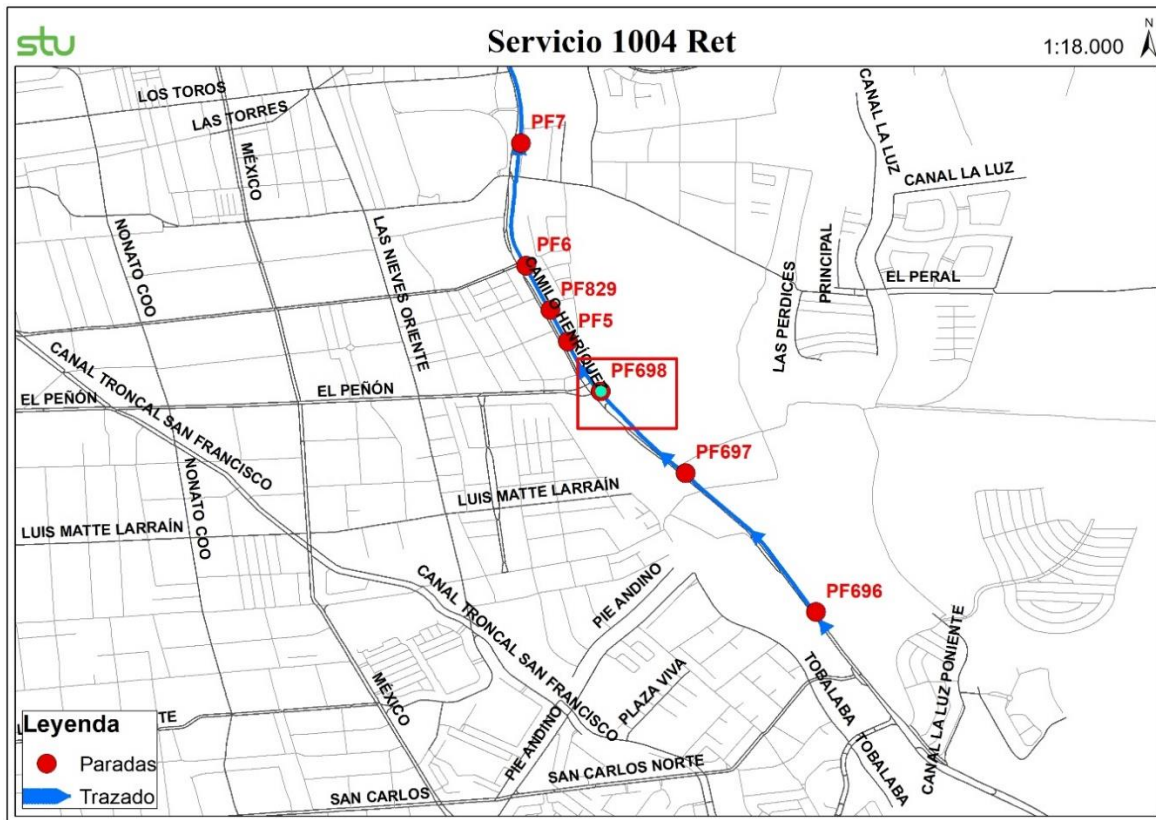 stu
Servicio 1004 Ret
1:18.000
N
LOS TOROS
LAS TORRES
MÉXICO
PF7
CANAL LA LUZ
CANAL LA LUZ
NONATO COO
LAS NIEVES ORIENTE
PF6
CAMILO HENRÍQUEZ
PRINCIPAL
EL PERAL
LAS PERDICES
PF829
PF5
CANAL TRONCAL SAN FRANCISCO
PF698
EL PEÑÓN
EL PEÑÓN
NONATO COO
PF697
LUIS MATTE LARRAÍN
LUIS MATTE LARRAÍN
CANAL TRONCAL SAN FRANCISCO
PIE ANDINO
PF696
TOBALABA
CANAL LA LUZ PONIENTE
PLAZA VIVA
MÉXICO
PIE ANDINO
TOBALABA
SAN CARLOS NORTE
SAN CARLOS
Leyenda
TE
Paradas
Trazado